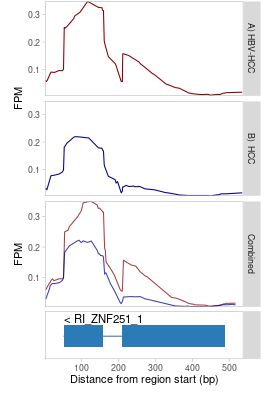 0.3
0.2
0.1
A) HBV-HCC
FPM
0.3
0.2
0.1
B) HCC
0.3
0.2
0.1
FPM
Combined
< RI_ZNF251_1
100 200 300 400 500
Distance from region start (bp)